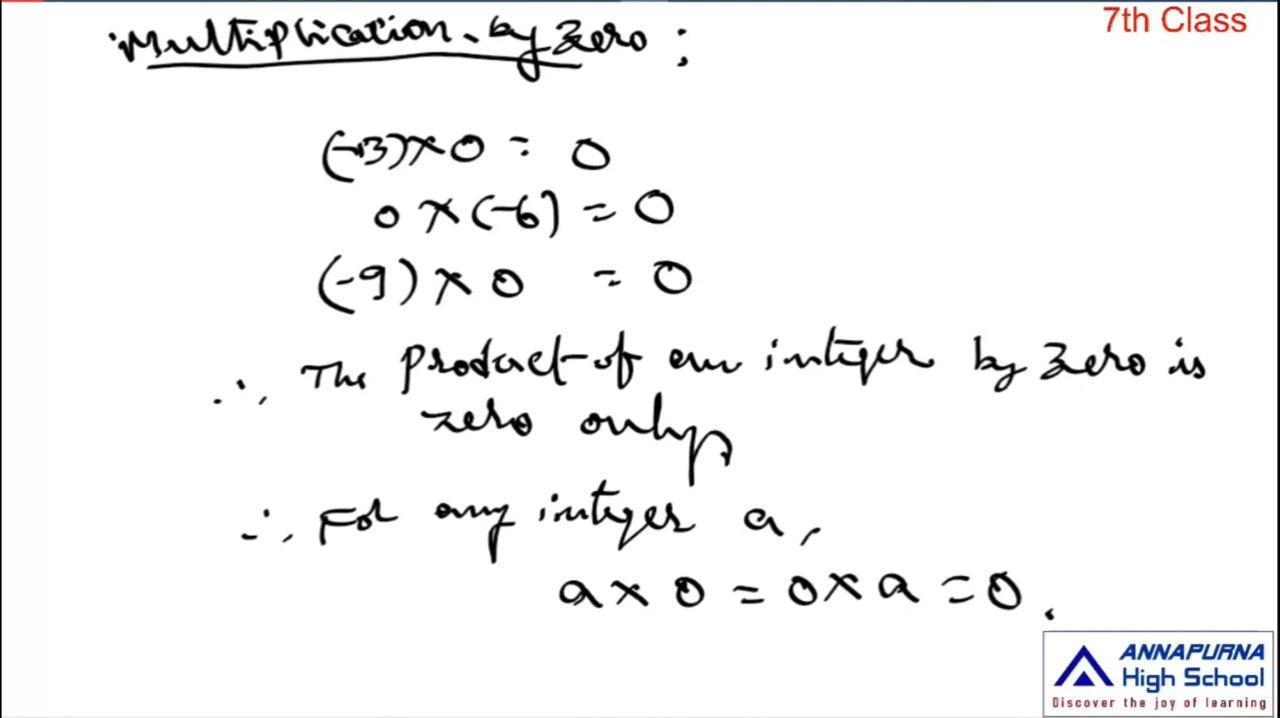 7th Class
Multiplication by zero :
(-3) × 0 = 0
0 × (-6) = 0
(-9) × 0 = 0
∴ The product of an integer by zero is
zero only,
∴ For any integer a,
a × 0 = 0 × a = 0.
ANNAPURNA
High School
Discover the joy of learning